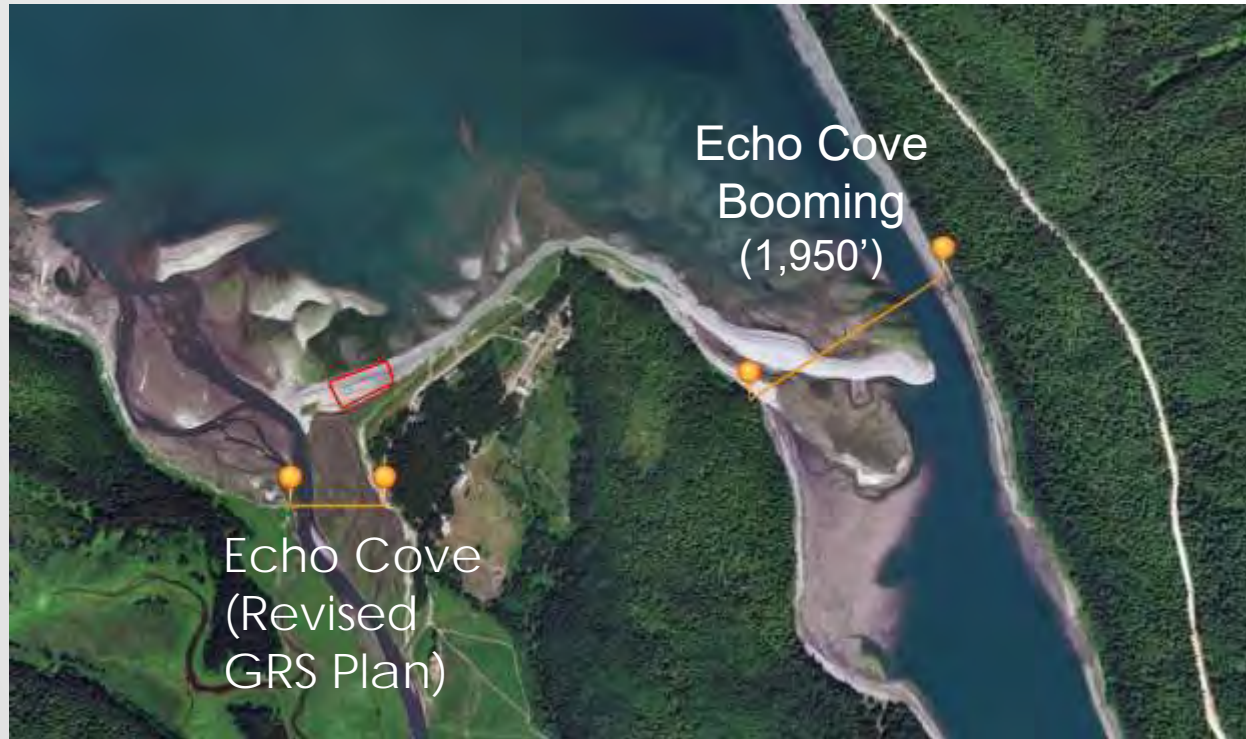 Echo Cove
Booming
(1,950’)
Echo Cove
(Revised
GRS Plan)